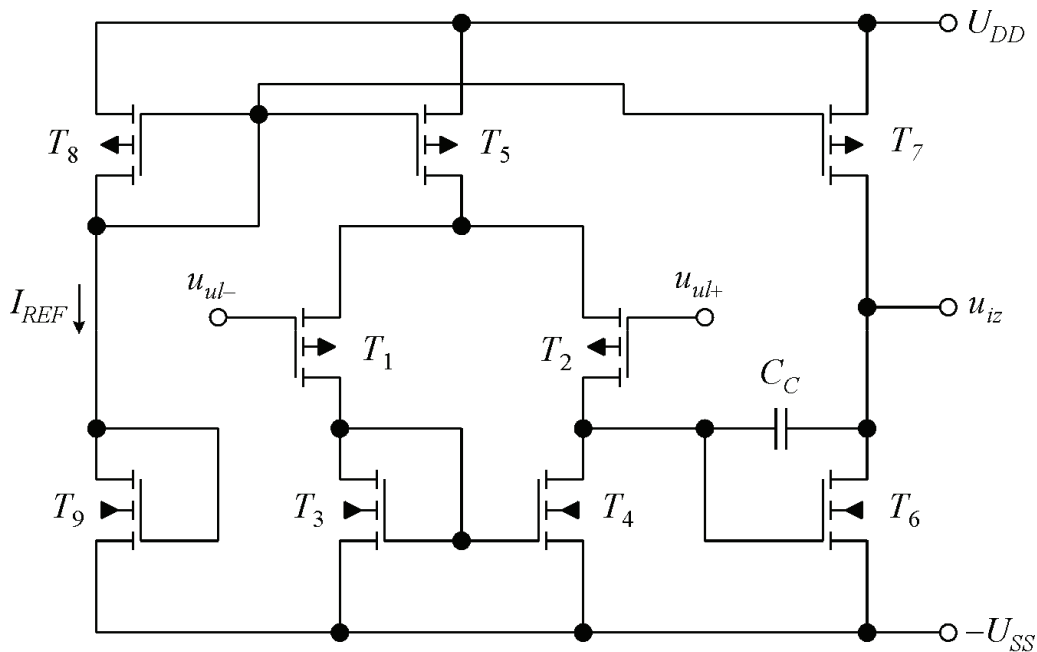 U_DD
T_8
T_5
T_7
I_REF
u_ul−
u_ul+
u_iz
T_1
T_2
C_C
T_9
T_3
T_4
T_6
−U_SS